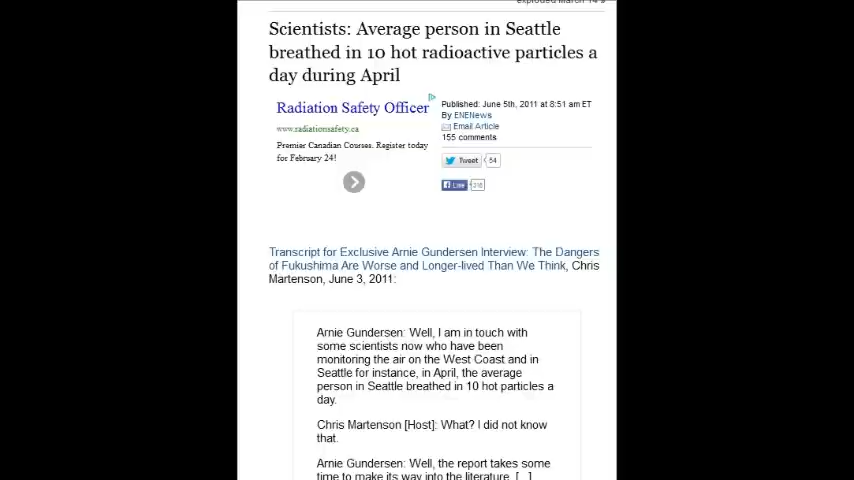 exploded March 14 9
Scientists: Average person in Seattle
breathed in 10 hot radioactive particles a
day during April
Radiation Safety Officer
www.radiationsafety.ca
Premier Canadian Courses. Register today
for February 24!
Published: June 5th, 2011 at 8:51 am ET
By ENENews
Email Article
155 comments
Tweet 54
Like
Transcript for Exclusive Arnie Gundersen Interview: The Dangers
of Fukushima Are Worse and Longer-lived Than We Think, Chris
Martenson, June 3, 2011:
Arnie Gundersen: Well, I am in touch with
some scientists now who have been
monitoring the air on the West Coast and in
Seattle for instance, in April, the average
person in Seattle breathed in 10 hot particles a
day.
Chris Martenson [Host]: What? I did not know
that.
Arnie Gundersen: Well, the report takes some
time to make its way into the literature. [...]